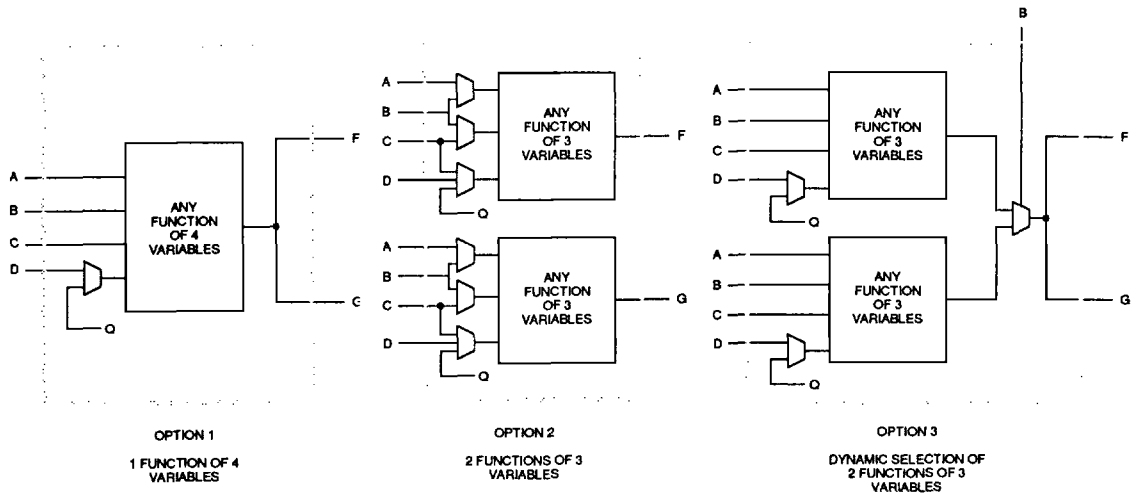 A
B
C
D
Q
ANY
FUNCTION
OF 4
VARIABLES
F
G
OPTION 1
1 FUNCTION OF 4
VARIABLES
A
B
C
D
Q
ANY
FUNCTION
OF 3
VARIABLES
F
A
B
C
D
Q
ANY
FUNCTION
OF 3
VARIABLES
G
OPTION 2
2 FUNCTIONS OF 3
VARIABLES
B
A
B
C
D
Q
ANY
FUNCTION
OF 3
VARIABLES
F
A
B
C
D
Q
ANY
FUNCTION
OF 3
VARIABLES
G
OPTION 3
DYNAMIC SELECTION OF
2 FUNCTIONS OF 3
VARIABLES